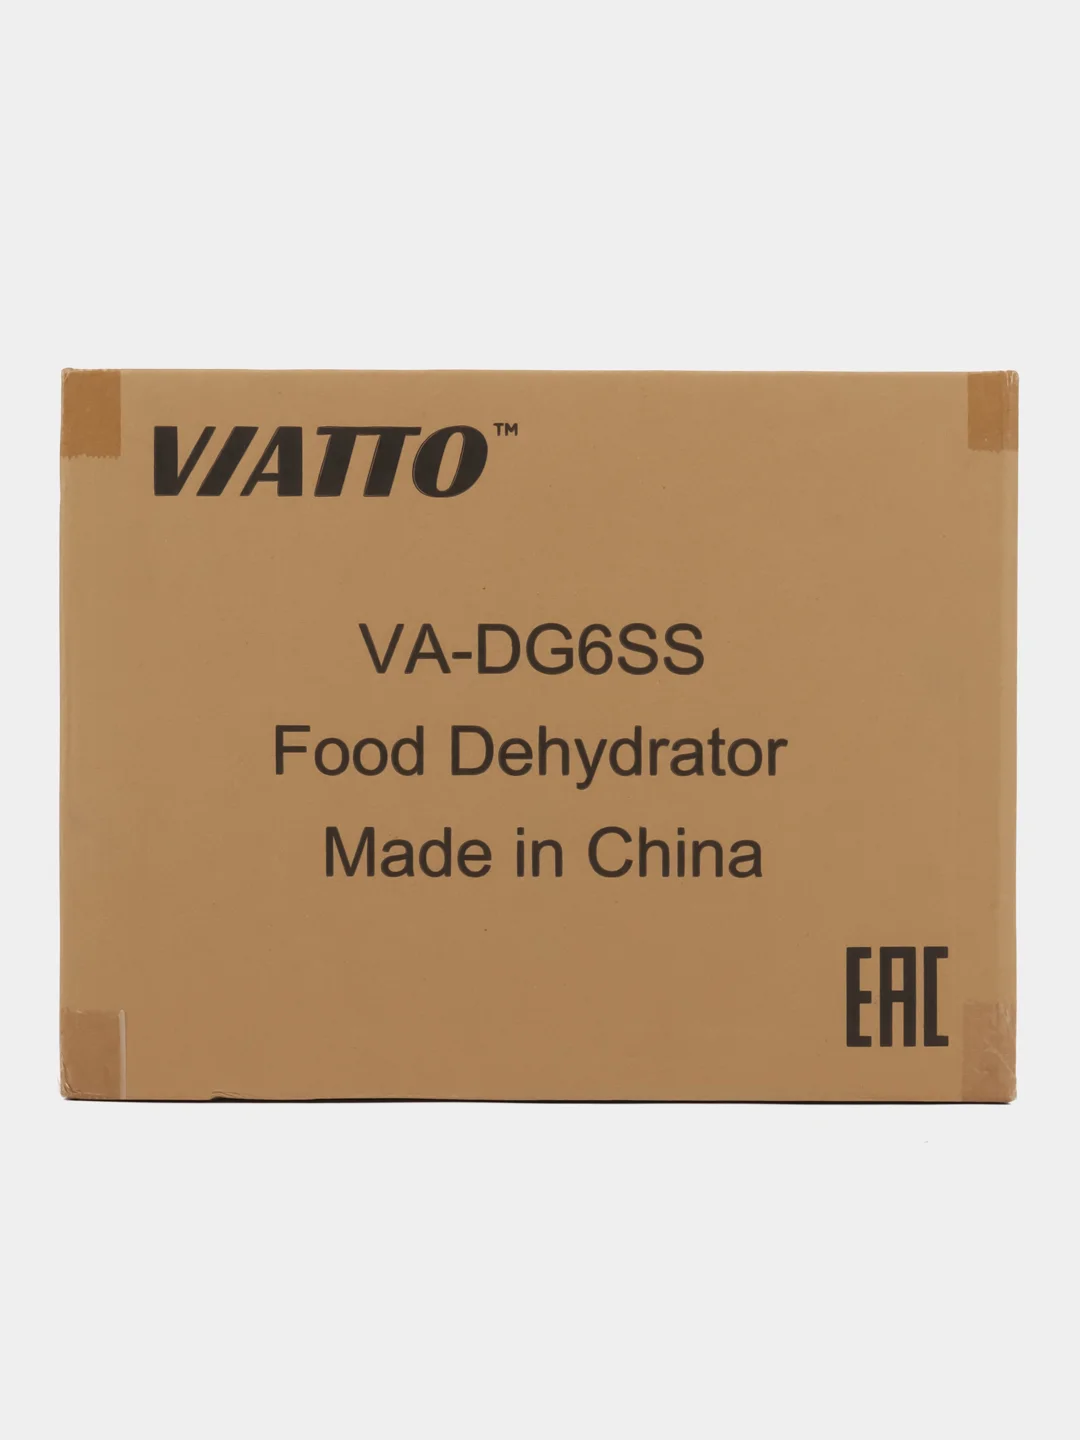 VIATTO™
VA-DG6SS
Food Dehydrator
Made in China
EAC